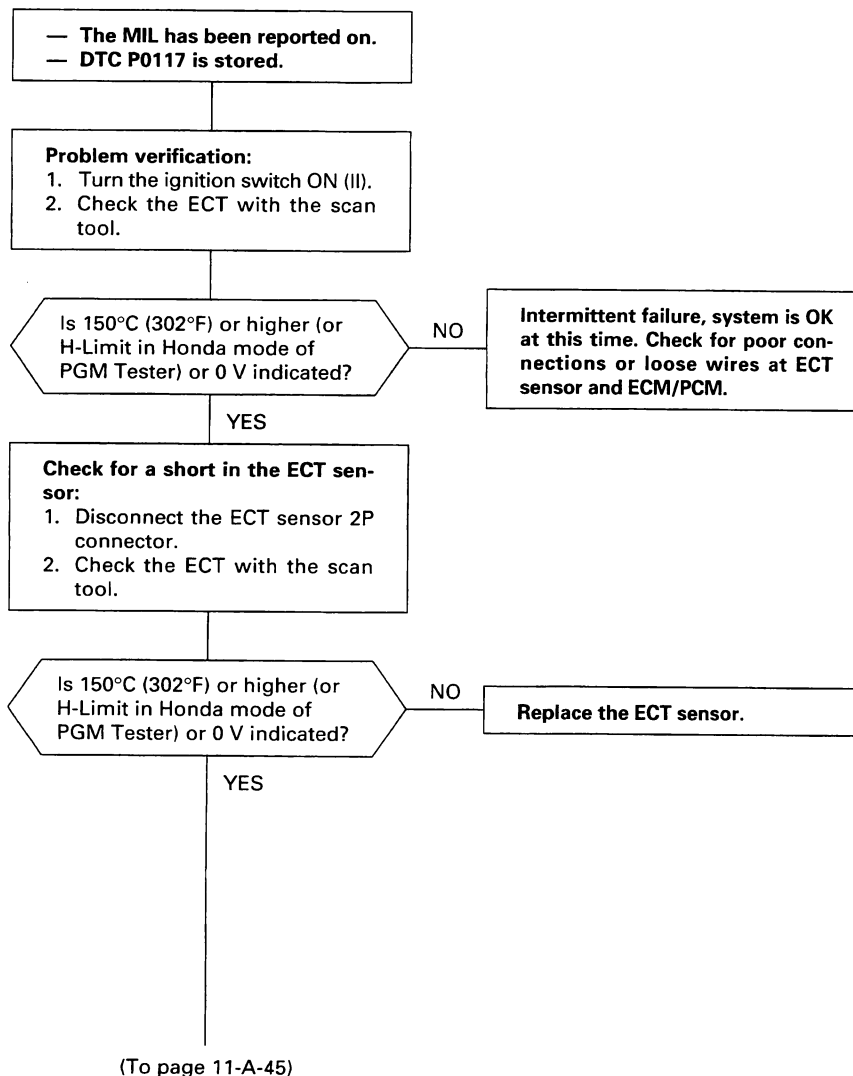 — The MIL has been reported on.
— DTC P0117 is stored.
Problem verification:
1. Turn the ignition switch ON (II).
2. Check the ECT with the scan
tool.
Is 150°C (302°F) or higher (or
H-Limit in Honda mode of
PGM Tester) or 0 V indicated?
NO
Intermittent failure, system is OK
at this time. Check for poor con-
nections or loose wires at ECT
sensor and ECM/PCM.
YES
Check for a short in the ECT sen-
sor:
1. Disconnect the ECT sensor 2P
connector.
2. Check the ECT with the scan
tool.
Is 150°C (302°F) or higher (or
H-Limit in Honda mode of
PGM Tester) or 0 V indicated?
NO
Replace the ECT sensor.
YES
(To page 11-A-45)